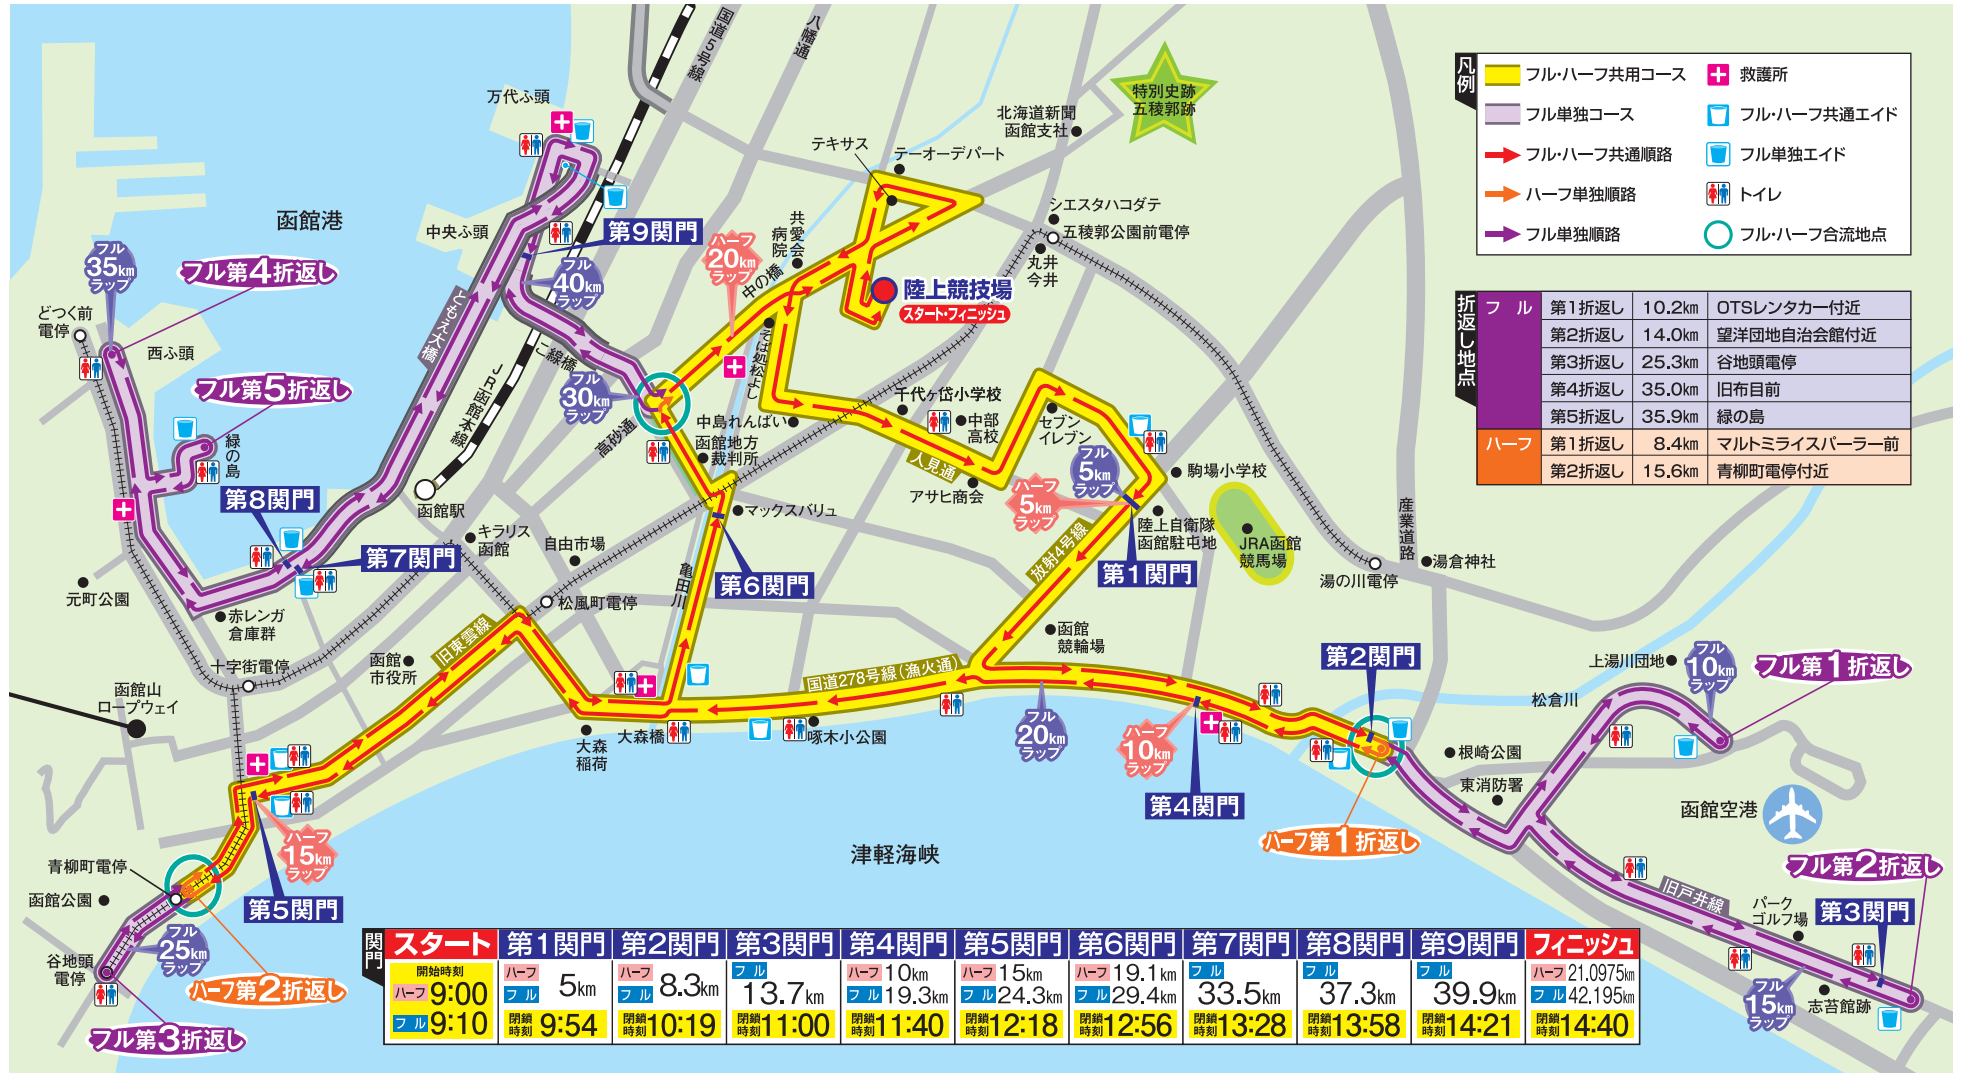 国道5号線
八幡通
万代ふ頭
特別史跡
五稜郭跡
北海道新聞
函館支社
テキサス
テーオーデパート
シエスタハコダテ
五稜郭公園前電停
丸井
今井
共愛会
病院
中の橋
陸上競技場
スタート・フィニッシュ
函館港
中央ふ頭
第9関門
ハーフ
20km
ラップ
フル
40km
ラップ
フル
35km
ラップ
フル第4折返し
どつく前
電停
西ふ頭
ともえ大橋
こ線橋
JR函館本線
フル第5折返し
緑の島
フル
30km
ラップ
高砂通
そば処松よし
中島れんばい
函館地方
裁判所
千代ヶ岱小学校
中部
高校
セブン
イレブン
人見通
アサヒ商会
フル
5km
ラップ
ハーフ
5km
ラップ
駒場小学校
陸上自衛隊
函館駐屯地
JRA函館
競馬場
産業道路
湯の川電停
湯倉神社
放射4号線
第1関門
第8関門
第7関門
函館駅
キラリス
函館
自由市場
マックスバリュ
第6関門
亀田川
松風町電停
元町公園
赤レンガ
倉庫群
十字街電停
函館
市役所
旧東雲線
函館山
ロープウェイ
函館
競輪場
国道278号線(漁火通)
大森
稲荷
大森橋
啄木小公園
フル
20km
ラップ
ハーフ
10km
ラップ
第2関門
第4関門
上湯川団地
フル
10km
ラップ
フル第1折返し
松倉川
根崎公園
東消防署
函館空港
ハーフ第1折返し
津軽海峡
ハーフ
15km
ラップ
第5関門
青柳町電停
函館公園
谷地頭
電停
フル
25km
ラップ
ハーフ第2折返し
フル第3折返し
フル第2折返し
旧戸井線
パーク
ゴルフ場
第3関門
フル
15km
ラップ
志苔館跡
凡例
フル・ハーフ共用コース
救護所
フル単独コース
フル・ハーフ共通エイド
フル・ハーフ共通順路
フル単独エイド
ハーフ単独順路
トイレ
フル単独順路
フル・ハーフ合流地点
折返し地点
フル 第1折返し 10.2km OTSレンタカー付近
第2折返し 14.0km 望洋団地自治会館付近
第3折返し 25.3km 谷地頭電停
第4折返し 35.0km 旧布目前
第5折返し 35.9km 緑の島
ハーフ 第1折返し 8.4km マルトミライスパーラー前
第2折返し 15.6km 青柳町電停付近
関門
スタート 第1関門 第2関門 第3関門 第4関門 第5関門 第6関門 第7関門 第8関門 第9関門 フィニッシュ
開始時刻
ハーフ 9:00
フル 9:10
ハーフ フル 5km
閉鎖時刻 9:54
ハーフ フル 8.3km
閉鎖時刻 10:19
フル 13.7km
閉鎖時刻 11:00
ハーフ 10km
フル 19.3km
閉鎖時刻 11:40
ハーフ 15km
フル 24.3km
閉鎖時刻 12:18
ハーフ 19.1km
フル 29.4km
閉鎖時刻 12:56
フル 33.5km
閉鎖時刻 13:28
フル 37.3km
閉鎖時刻 13:58
フル 39.9km
閉鎖時刻 14:21
ハーフ 21.0975km
フル 42.195km
閉鎖時刻 14:40